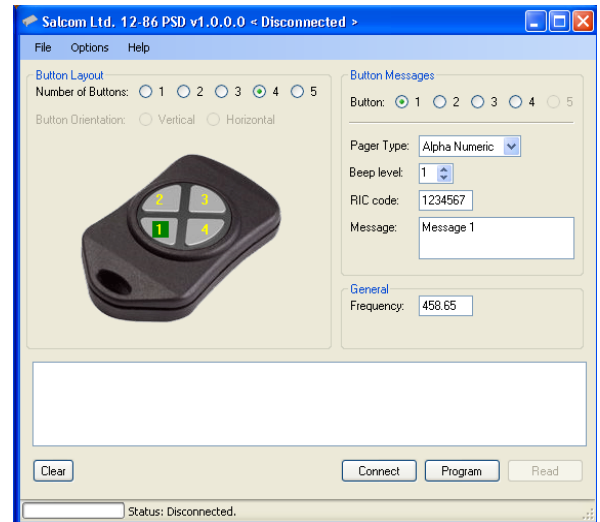 Salcom Ltd. 12-86 PSD v1.0.0.0 < Disconnected >
File Options Help
Button Layout
Number of Buttons: 1 2 3 4 5
Button Orientation: Vertical Horizontal
2 3
1 4
Button Messages
Button: 1 2 3 4 5
Pager Type: Alpha Numeric
Beep level: 1
RIC code: 1234567
Message: Message 1
General
Frequency: 458.65
Clear Connect Program Read
Status: Disconnected.